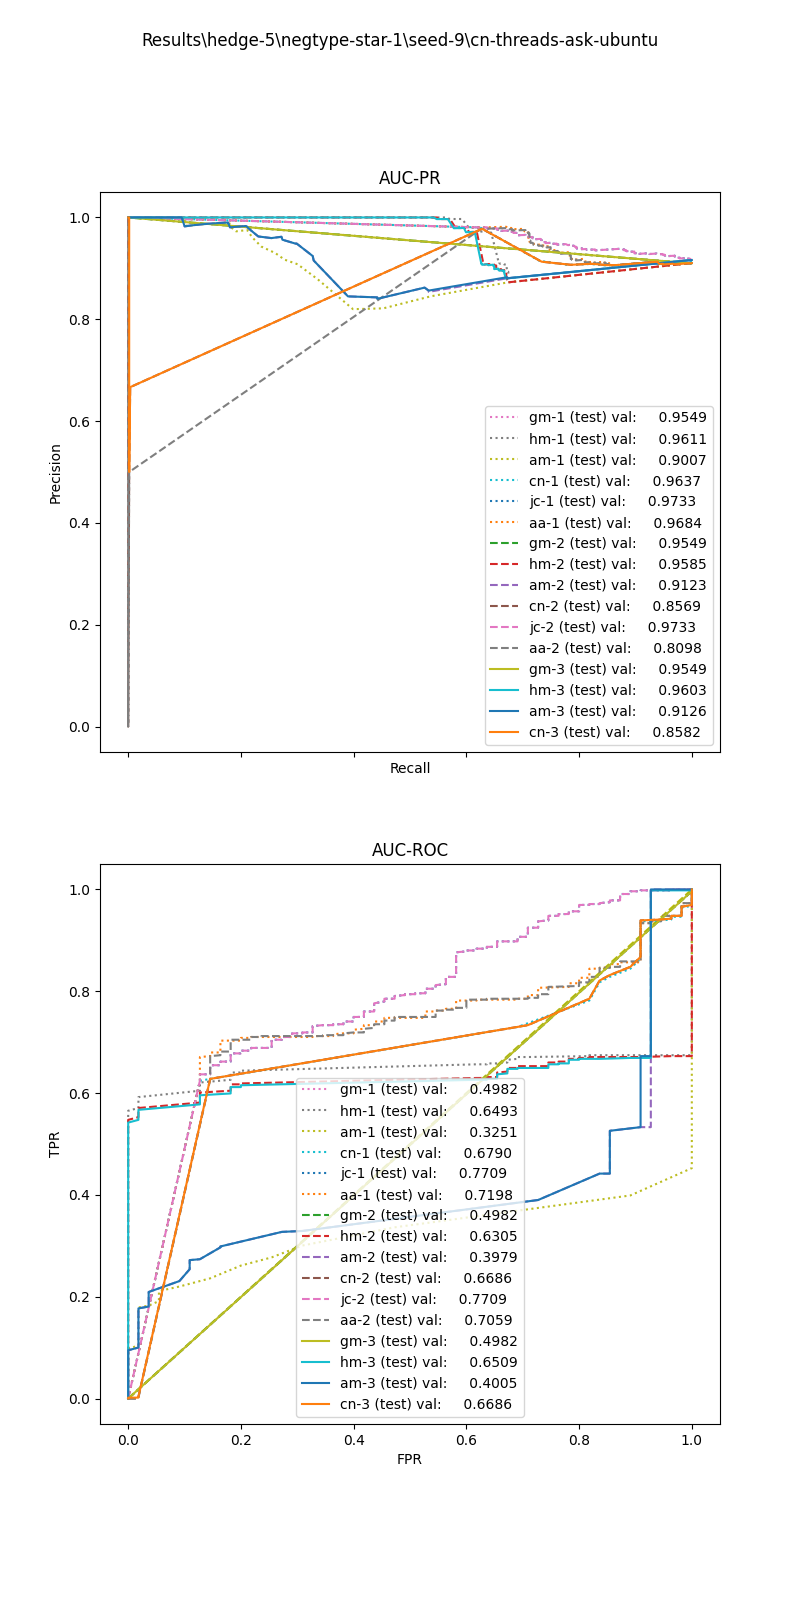 Results\hedge-5\negtype-star-1\seed-9\cn-threads-ask-ubuntu
AUC-PR
1.0
0.8
0.6
0.4
0.2
0.0
Precision
gm-1 (test) val: 0.9549
hm-1 (test) val: 0.9611
am-1 (test) val: 0.9007
cn-1 (test) val: 0.9637
jc-1 (test) val: 0.9733
aa-1 (test) val: 0.9684
gm-2 (test) val: 0.9549
hm-2 (test) val: 0.9585
am-2 (test) val: 0.9123
cn-2 (test) val: 0.8569
jc-2 (test) val: 0.9733
aa-2 (test) val: 0.8098
gm-3 (test) val: 0.9549
hm-3 (test) val: 0.9603
am-3 (test) val: 0.9126
cn-3 (test) val: 0.8582
Recall
AUC-ROC
1.0
0.8
0.6
0.4
0.2
0.0
TPR
gm-1 (test) val: 0.4982
hm-1 (test) val: 0.6493
am-1 (test) val: 0.3251
cn-1 (test) val: 0.6790
jc-1 (test) val: 0.7709
aa-1 (test) val: 0.7198
gm-2 (test) val: 0.4982
hm-2 (test) val: 0.6305
am-2 (test) val: 0.3979
cn-2 (test) val: 0.6686
jc-2 (test) val: 0.7709
aa-2 (test) val: 0.7059
gm-3 (test) val: 0.4982
hm-3 (test) val: 0.6509
am-3 (test) val: 0.4005
cn-3 (test) val: 0.6686
0.0 0.2 0.4 0.6 0.8 1.0
FPR